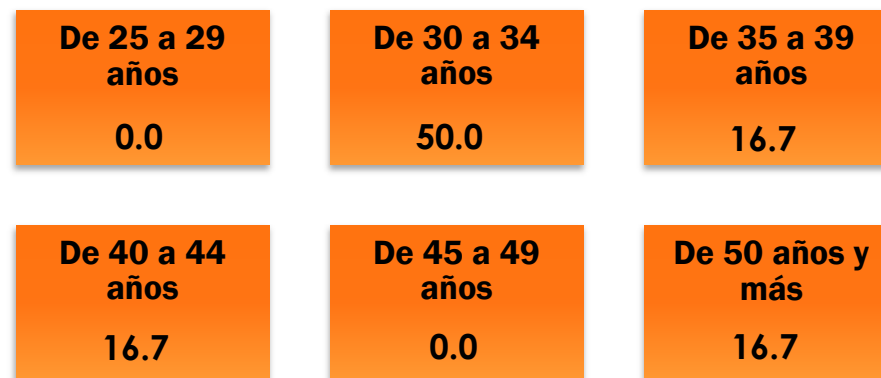 De 25 a 29
años
0.0
De 30 a 34
años
50.0
De 35 a 39
años
16.7
De 40 a 44
años
16.7
De 45 a 49
años
0.0
De 50 años y
más
16.7